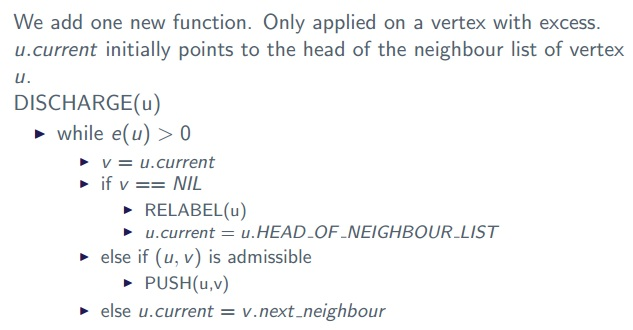 We add one new function. Only applied on a vertex with excess.
u.current initially points to the head of the neighbour list of vertex
u.
DISCHARGE(u)
▶ while e(u) > 0
▶ v = u.current
▶ if v == NIL
▶ RELABEL(u)
▶ u.current = u.HEAD_OF_NEIGHBOUR_LIST
▶ else if (u, v) is admissible
▶ PUSH(u,v)
▶ else u.current = v.next_neighbour